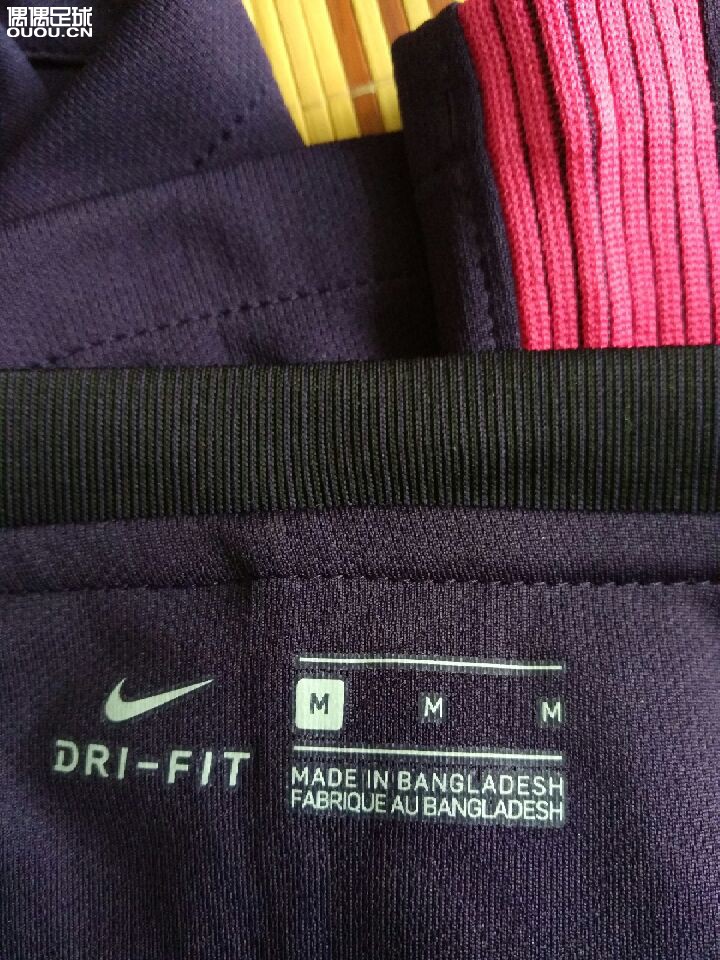 偶偶足球
OUOU.CN
DRI-FIT
M M M
MADE IN BANGLADESH
FABRIQUE AU BANGLADESH